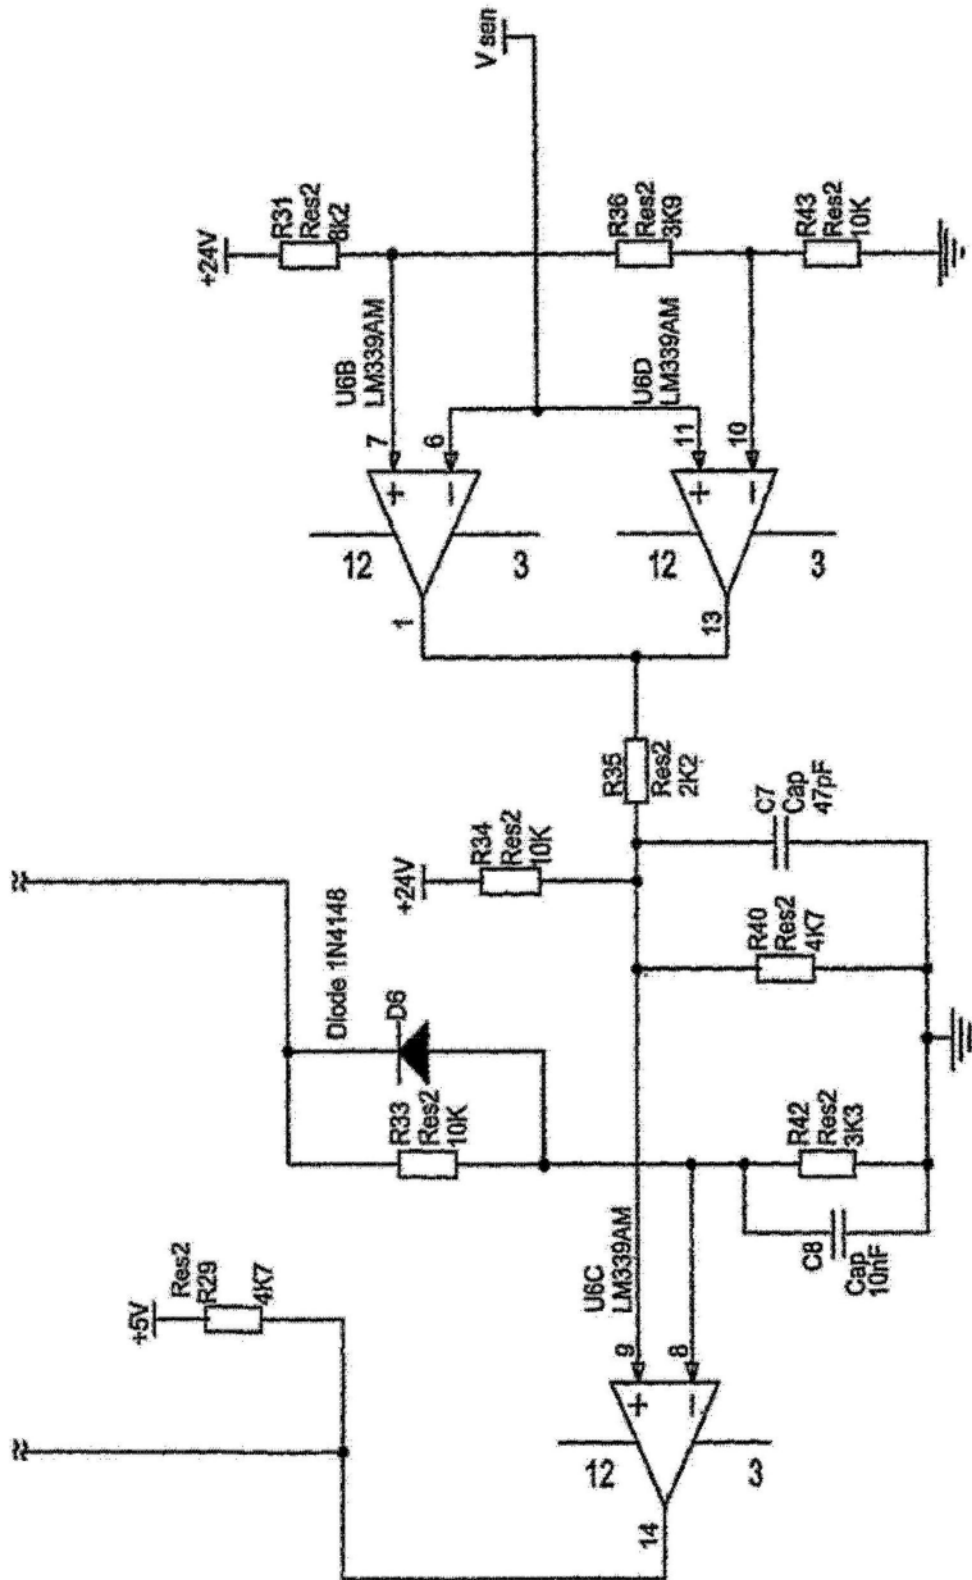 +5V
Res2
R29
4K7
12
3
14
9
8
+
−
U6C
LM339AM
R33
Res2
10K
D6
Diode 1N4148
C8
Cap
10nF
R42
Res2
3K3
R40
Res2
4K7
+24V
R34
Res2
10K
C7
Cap
47pF
R35
Res2
2K2
1
13
12
3
12
3
+
−
+
−
7
6
11
10
U6B
LM339AM
U6D
LM339AM
+24V
R31
Res2
8k2
R36
Res2
3K9
R43
Res2
10K
V sen